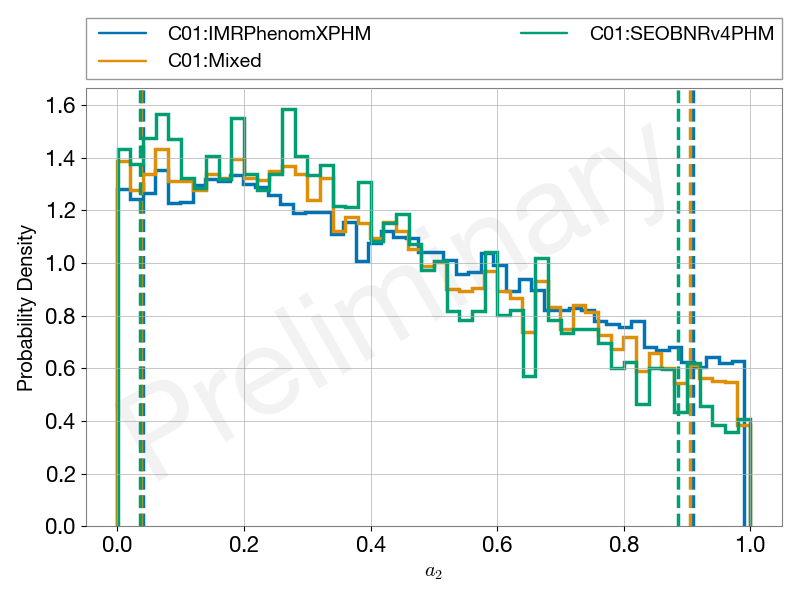 C01:IMRPhenomXPHM
C01:Mixed
C01:SEOBNRv4PHM
1.6
1.4
1.2
1.0
0.8
0.6
0.4
0.2
0.0
Probability Density
Preliminary
0.0 0.2 0.4 0.6 0.8 1.0
a₂